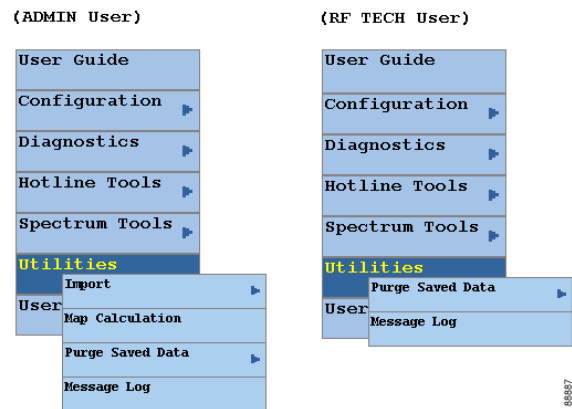 (ADMIN User)
User Guide
Configuration
Diagnostics
Hotline Tools
Spectrum Tools
Utilities
User
Import
Map Calculation
Purge Saved Data
Message Log
(RF TECH User)
User Guide
Configuration
Diagnostics
Hotline Tools
Spectrum Tools
Utilities
User
Purge Saved Data
Message Log
88887